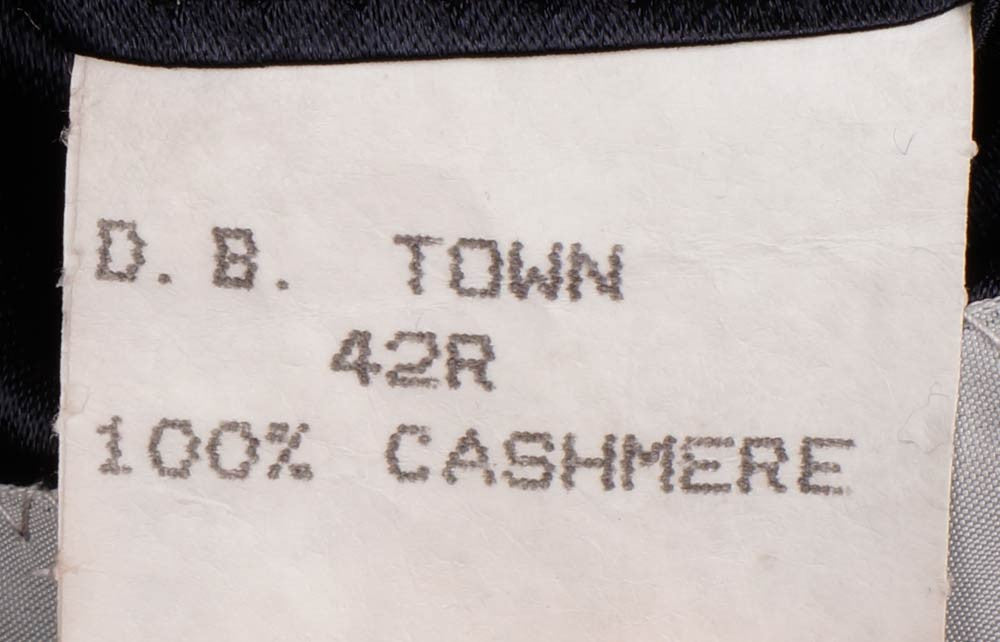 D. B. TOWN
42R
100% CASHMERE